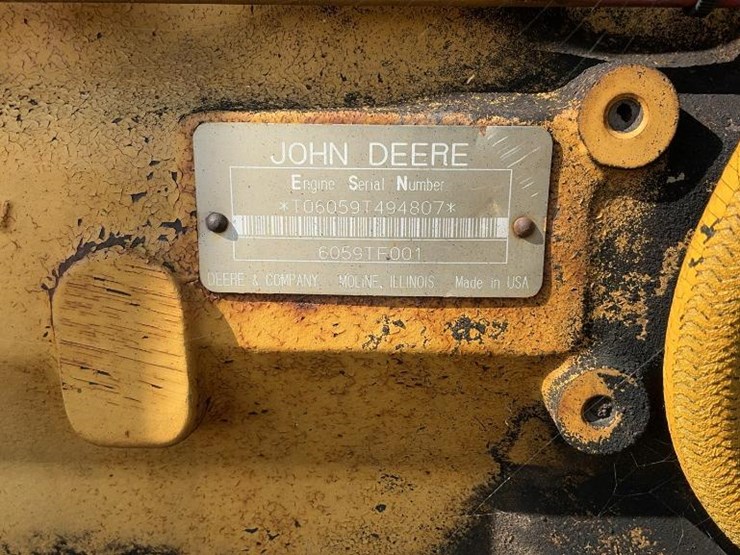 JOHN DEERE
Engine Serial Number
*T06059T494807*
6059TF001
DEERE & COMPANY MOLINE, ILLINOIS Made in USA